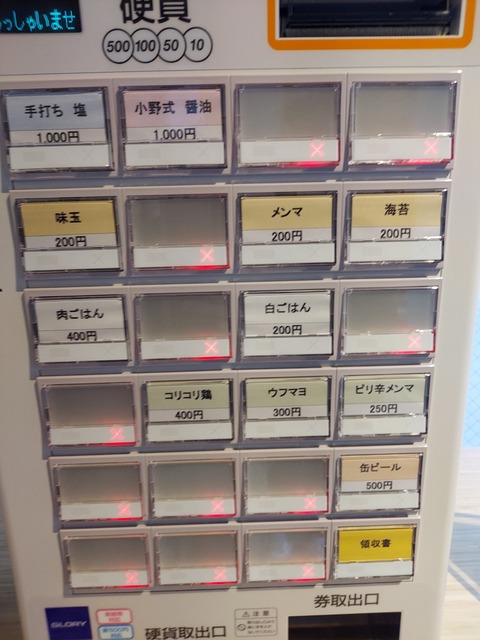 っしゃいませ
硬貨
500 100 50 10
手打ち 塩
1,000円
小野式 醤油
1,000円
味玉
200円
メンマ
200円
海苔
200円
肉ごはん
400円
白ごはん
200円
コリコリ鶏
400円
ウフマヨ
300円
ピリ辛メンマ
250円
缶ビール
500円
領収書
券取出口
GLORY
注意
硬貨取出口